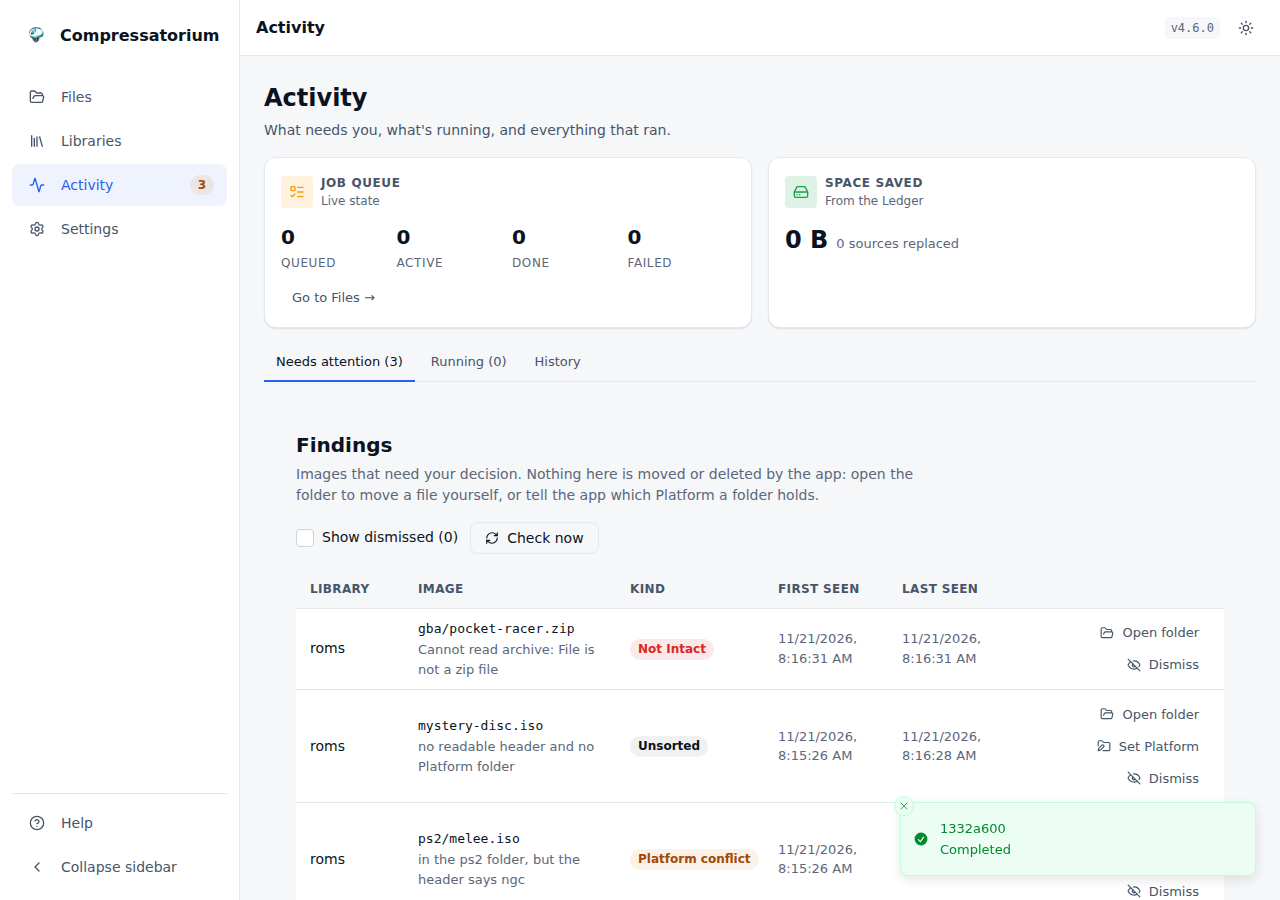 Compressatorium
Files
Libraries
Activity
3
Settings
Help
Collapse sidebar
Activity
v4.6.0
Activity
What needs you, what's running, and everything that ran.
JOB QUEUE
Live state
0
0
0
0
QUEUED
ACTIVE
DONE
FAILED
Go to Files →
SPACE SAVED
From the Ledger
0 B 0 sources replaced
Needs attention (3)
Running (0)
History
Findings
Images that need your decision. Nothing here is moved or deleted by the app: open the
folder to move a file yourself, or tell the app which Platform a folder holds.
Show dismissed (0)
Check now
LIBRARY
IMAGE
KIND
FIRST SEEN
LAST SEEN
roms
gba/pocket-racer.zip
Cannot read archive: File is
not a zip file
Not Intact
11/21/2026,
8:16:31 AM
11/21/2026,
8:16:31 AM
Open folder
Dismiss
roms
mystery-disc.iso
no readable header and no
Platform folder
Unsorted
11/21/2026,
8:15:26 AM
11/21/2026,
8:16:28 AM
Open folder
Set Platform
Dismiss
roms
ps2/melee.iso
in the ps2 folder, but the
header says ngc
Platform conflict
11/21/2026,
8:15:26 AM
Dismiss
1332a600
Completed